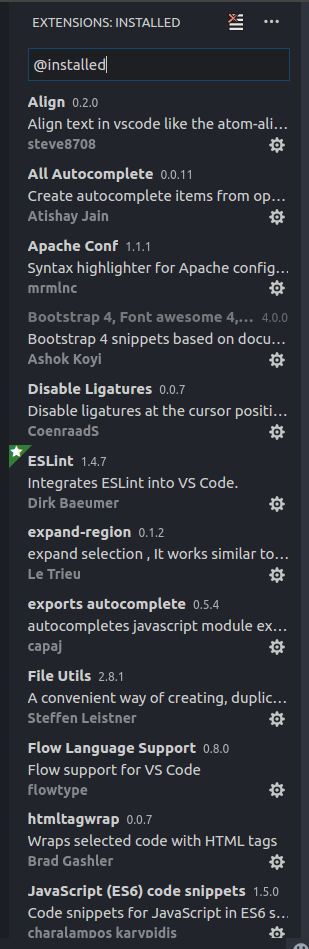 EXTENSIONS: INSTALLED
@installed
Align 0.2.0
Align text in vscode like the atom-ali...
steve8708
All Autocomplete 0.0.11
Create autocomplete items from op...
Atishay Jain
Apache Conf 1.1.1
Syntax highlighter for Apache config...
mrmlnc
Bootstrap 4, Font awesome 4,... 4.0.0
Bootstrap 4 snippets based on docu...
Ashok Koyi
Disable Ligatures 0.0.7
Disable ligatures at the cursor positi...
CoenraadS
ESLint 1.4.7
Integrates ESLint into VS Code.
Dirk Baeumer
expand-region 0.1.2
expand selection , It works similar to...
Le Trieu
exports autocomplete 0.5.4
autocompletes javascript module ex...
capaj
File Utils 2.8.1
A convenient way of creating, duplic...
Steffen Leistner
Flow Language Support 0.8.0
Flow support for VS Code
flowtype
htmltagwrap 0.0.7
Wraps selected code with HTML tags
Brad Gashler
JavaScript (ES6) code snippets 1.5.0
Code snippets for JavaScript in ES6 s...
charalampos karypidis